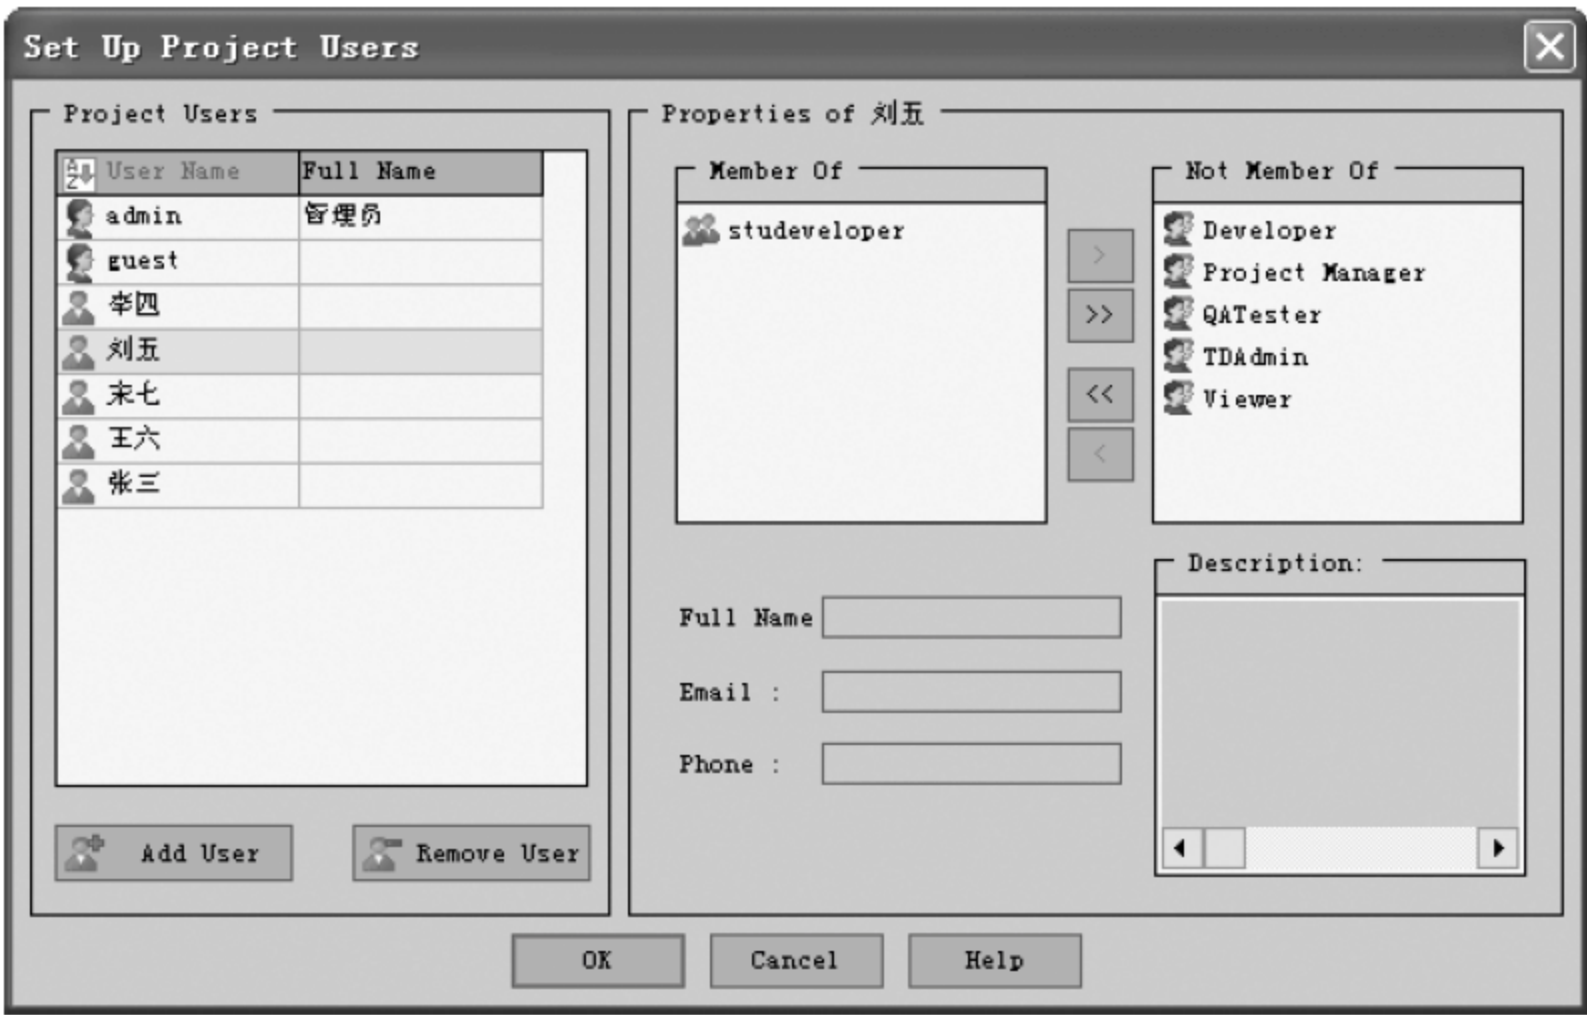 Set Up Project Users
Project Users
User Name Full Name
admin 管理员
guest
李四
刘五
宋七
王六
张三
Add User Remove User
Properties of 刘五
Member Of
studeveloper
>
>>
<<
<
Not Member Of
Developer
Project Manager
QATester
TDAdmin
Viewer
Full Name
Email :
Phone :
Description:
OK Cancel Help